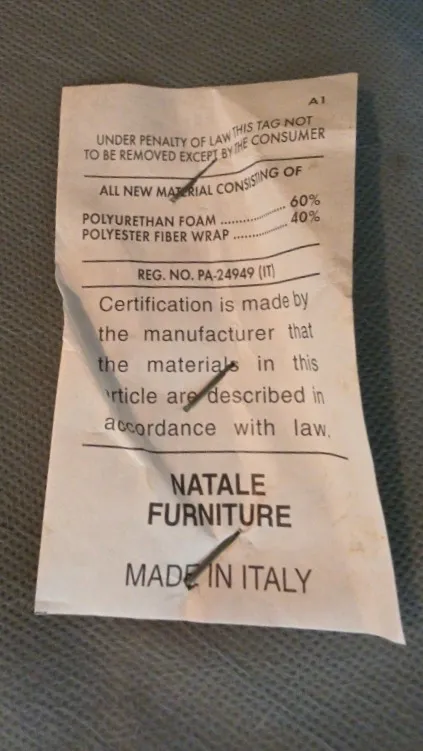 A1
UNDER PENALTY OF LAW THIS TAG NOT
TO BE REMOVED EXCEPT BY THE CONSUMER
ALL NEW MATERIAL CONSISTING OF
POLYURETHAN FOAM ................ 60%
POLYESTER FIBER WRAP ............. 40%
REG. NO. PA-24949 (IT)
Certification is made by
the manufacturer that
the materials in this
article are described in
accordance with law.
NATALE
FURNITURE
MADE IN ITALY